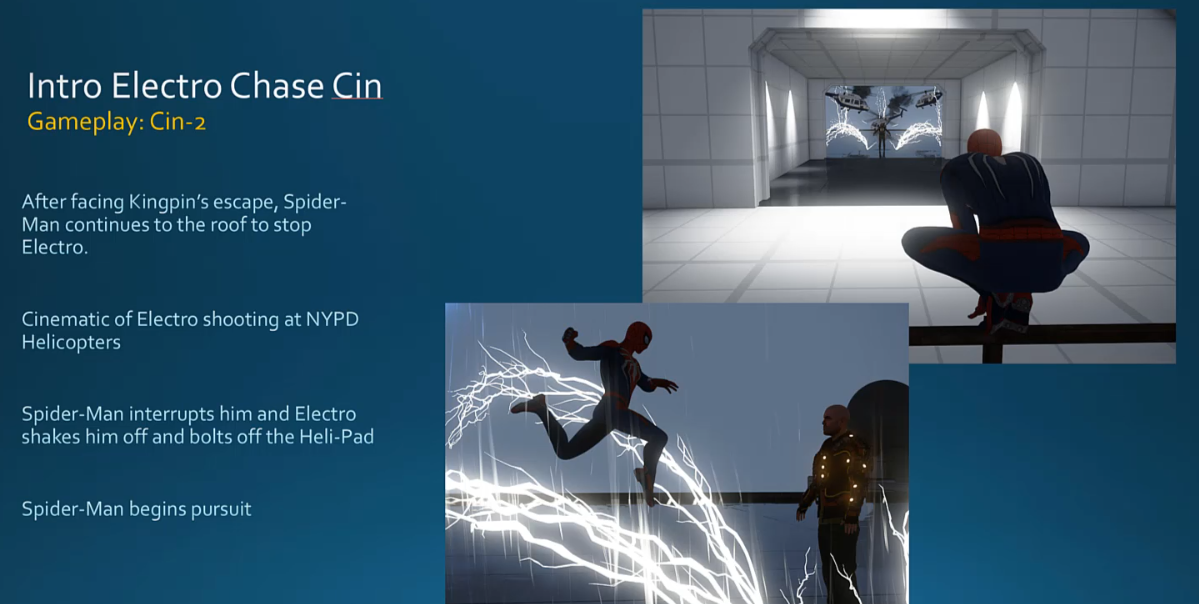 Intro Electro Chase Cin
Gameplay: Cin-2
After facing Kingpin's escape, Spider-
Man continues to the roof to stop
Electro.
Cinematic of Electro shooting at NYPD
Helicopters
Spider-Man interrupts him and Electro
shakes him off and bolts off the Heli-Pad
Spider-Man begins pursuit